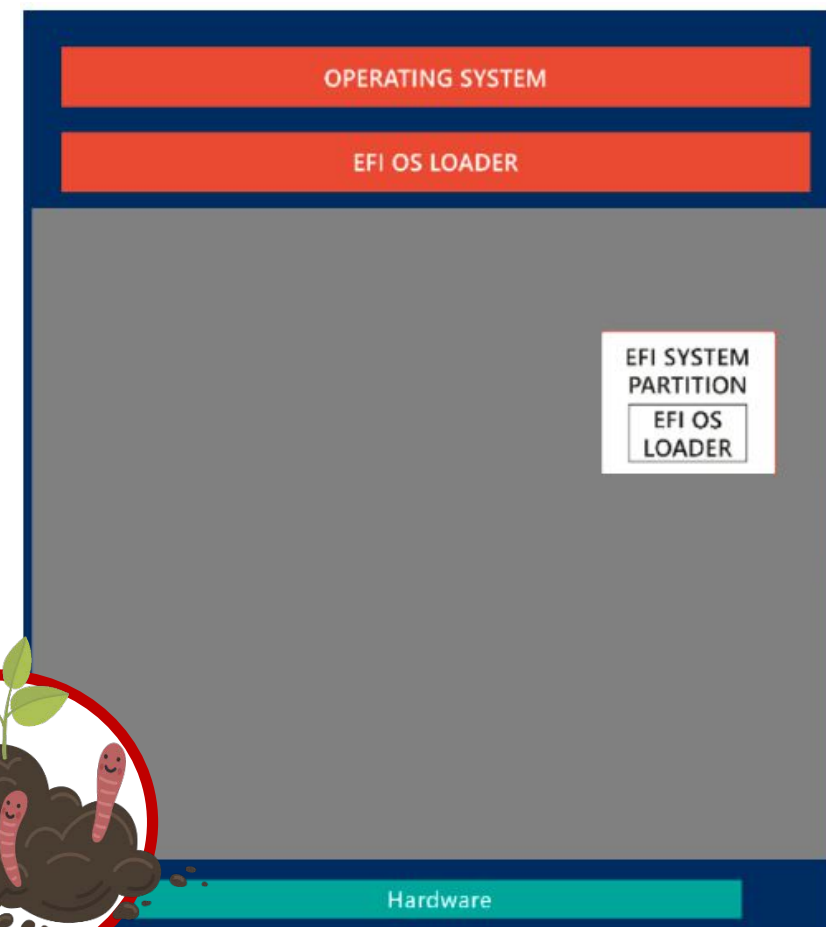 OPERATING SYSTEM
EFI OS LOADER
EFI SYSTEM
PARTITION
EFI OS
LOADER
Hardware